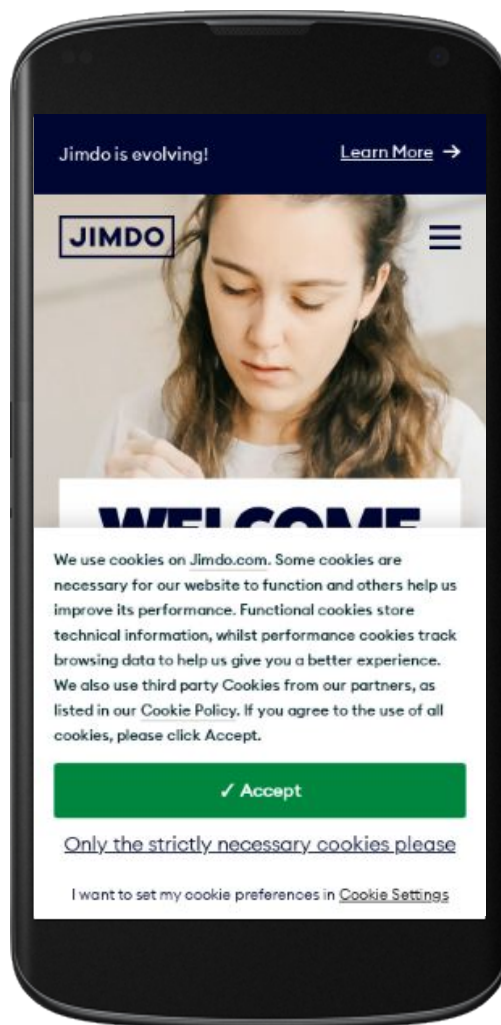 Jimdo is evolving!
Learn More →
JIMDO
WELCOME
We use cookies on Jimdo.com. Some cookies are
necessary for our website to function and others help us
improve its performance. Functional cookies store
technical information, whilst performance cookies track
browsing data to help us give you a better experience.
We also use third party Cookies from our partners, as
listed in our Cookie Policy. If you agree to the use of all
cookies, please click Accept.
✓ Accept
Only the strictly necessary cookies please
I want to set my cookie preferences in Cookie Settings